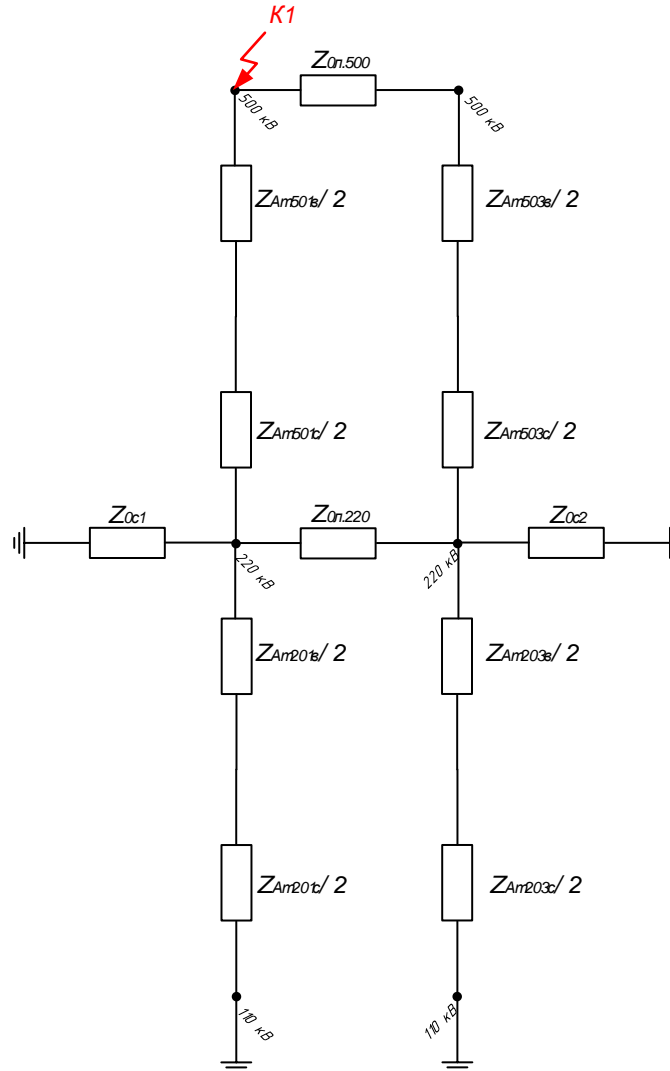 К1
Z0л.500
500 кВ
500 кВ
ZАт501в/ 2
ZАт503в/ 2
ZАт501с/ 2
ZАт503с/ 2
Z0с1
Z0л.220
Z0с2
220 кВ
220 кВ
ZАт201в/ 2
ZАт203в/ 2
ZАт201с/ 2
ZАт203с/ 2
110 кВ
110 кВ